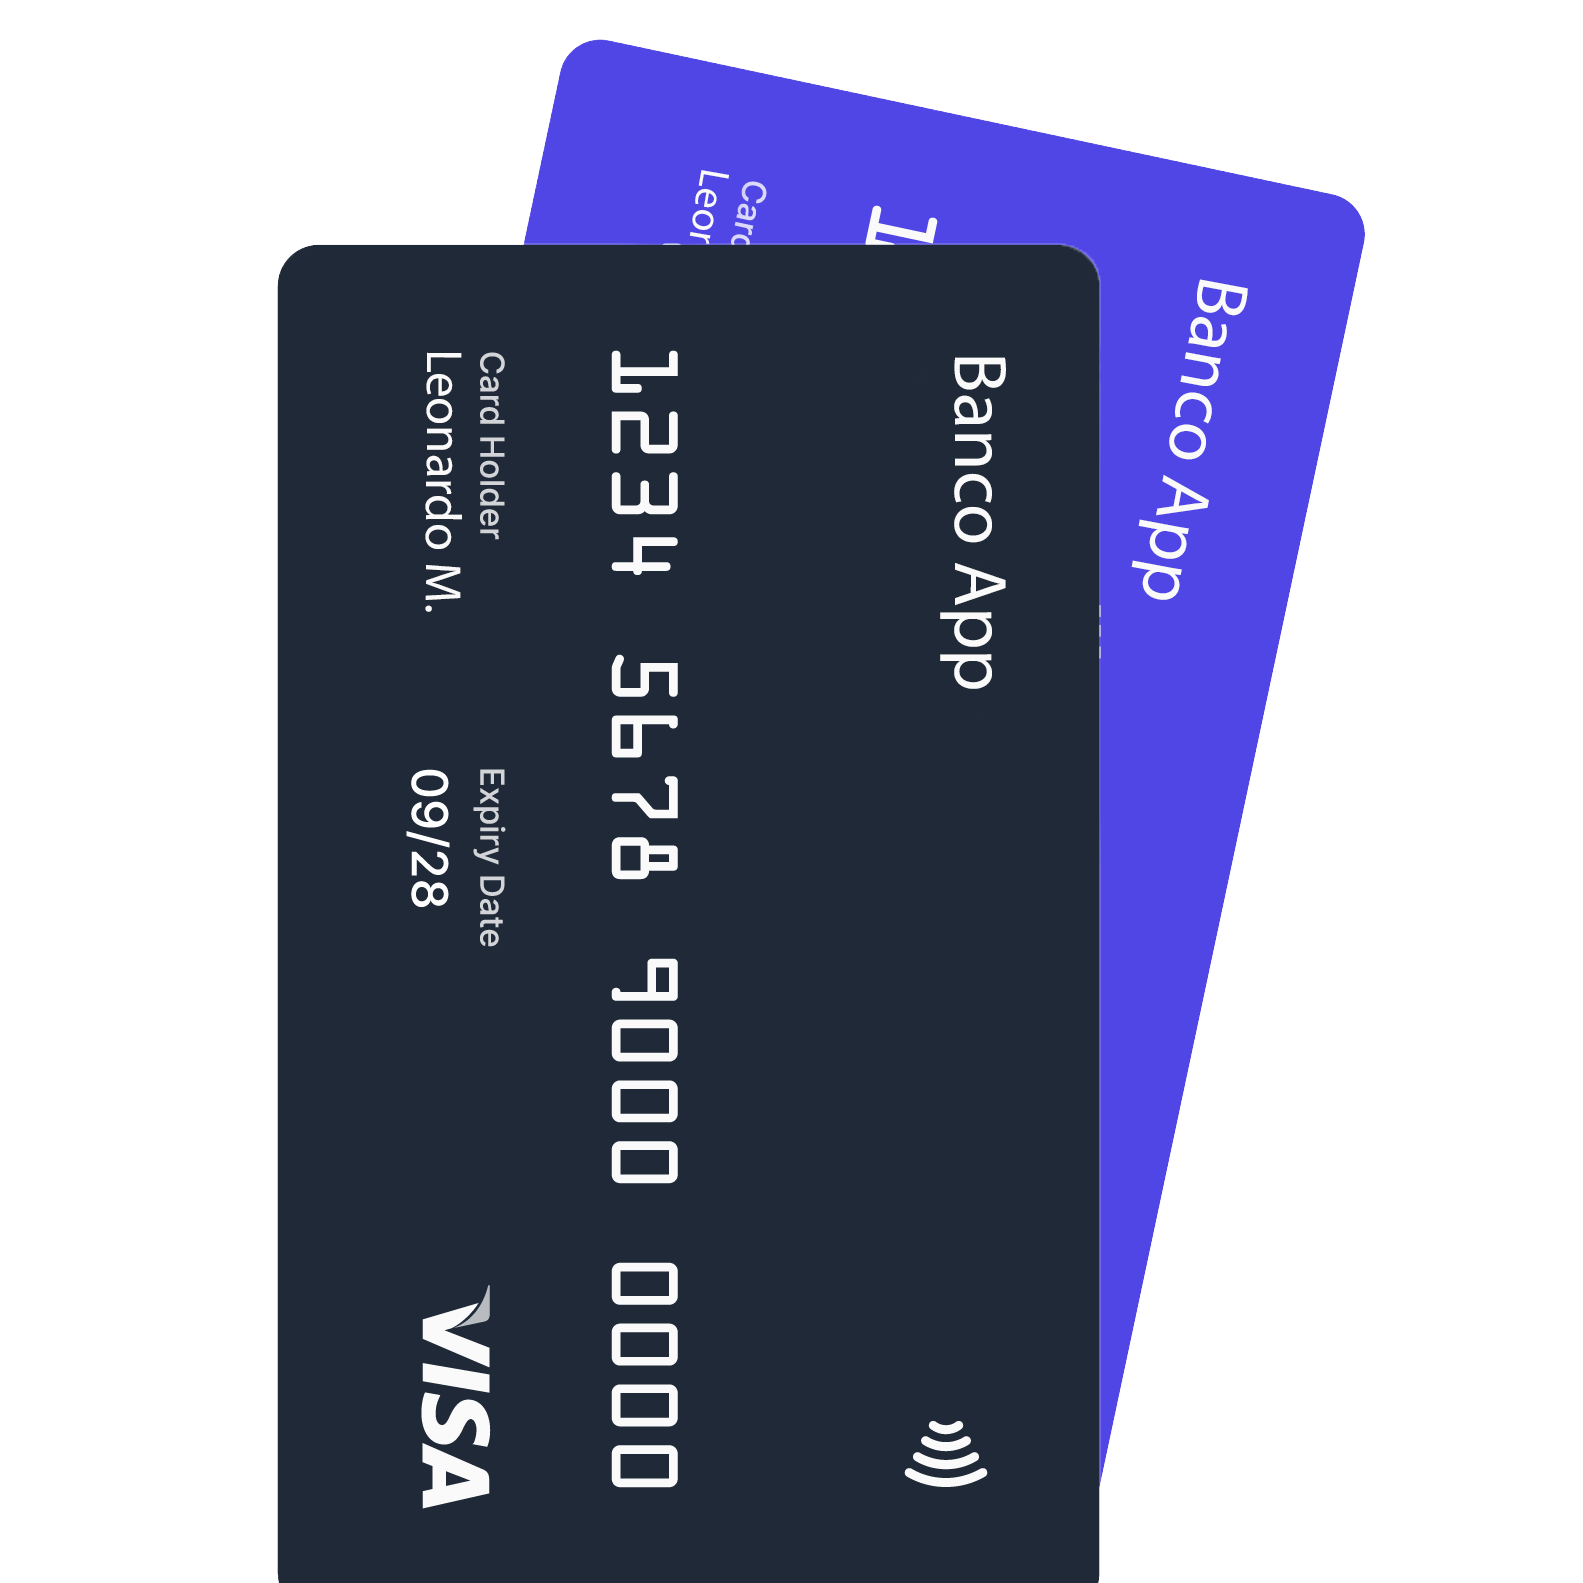 Banco App
1234 5678 9000 0000
Card Holder
Leonardo M.
Expiry Date
09/28
VISA
Banco App